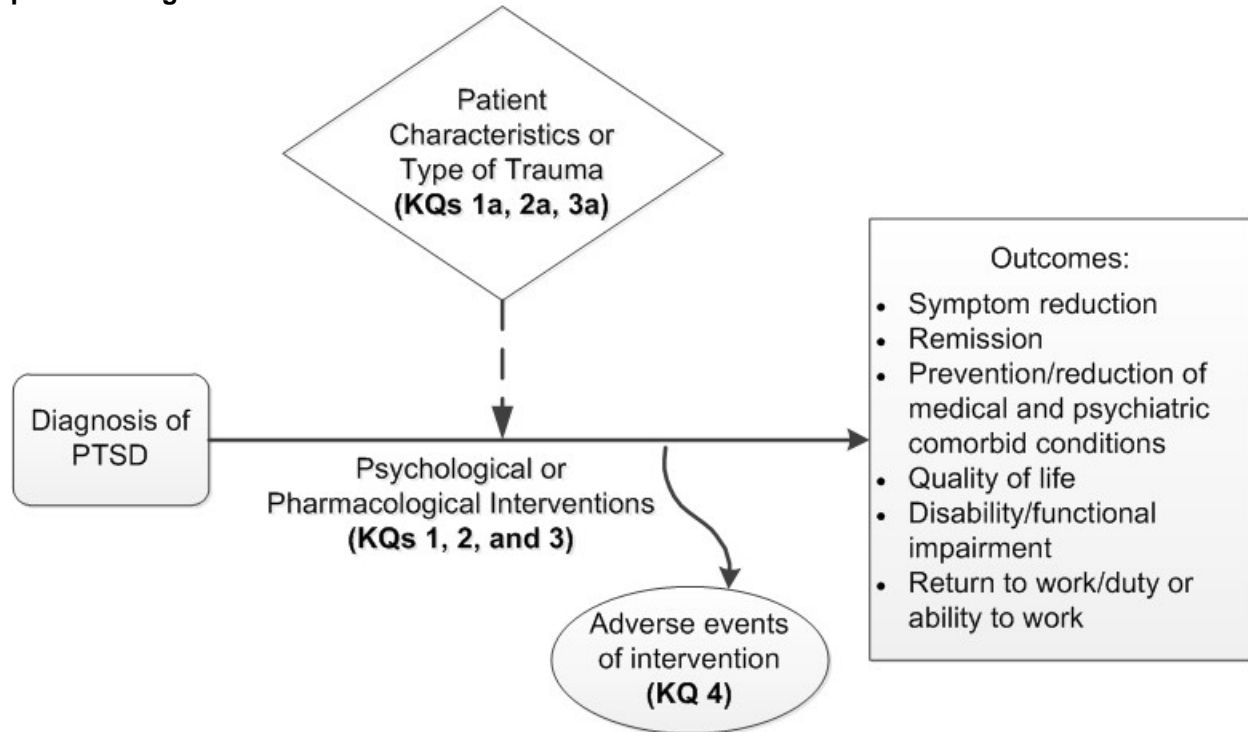 Patient
Characteristics or
Type of Trauma
(KQs 1a, 2a, 3a)
Diagnosis of
PTSD
Psychological or
Pharmacological Interventions
(KQs 1, 2, and 3)
Adverse events
of intervention
(KQ 4)
Outcomes:
• Symptom reduction
• Remission
• Prevention/reduction of
medical and psychiatric
comorbid conditions
• Quality of life
• Disability/functional
impairment
• Return to work/duty or
ability to work